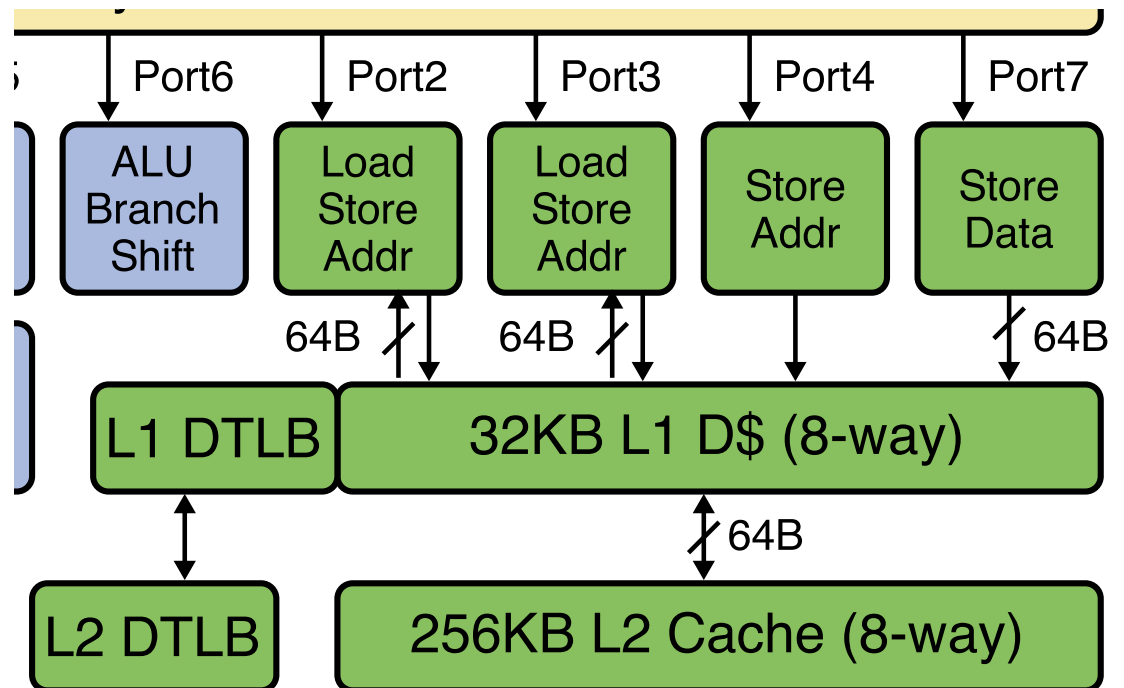 Port6
Port2
Port3
Port4
Port7
ALU
Branch
Shift
Load
Store
Addr
Load
Store
Addr
Store
Addr
Store
Data
64B
64B
64B
L1 DTLB
32KB L1 D$ (8-way)
64B
L2 DTLB
256KB L2 Cache (8-way)